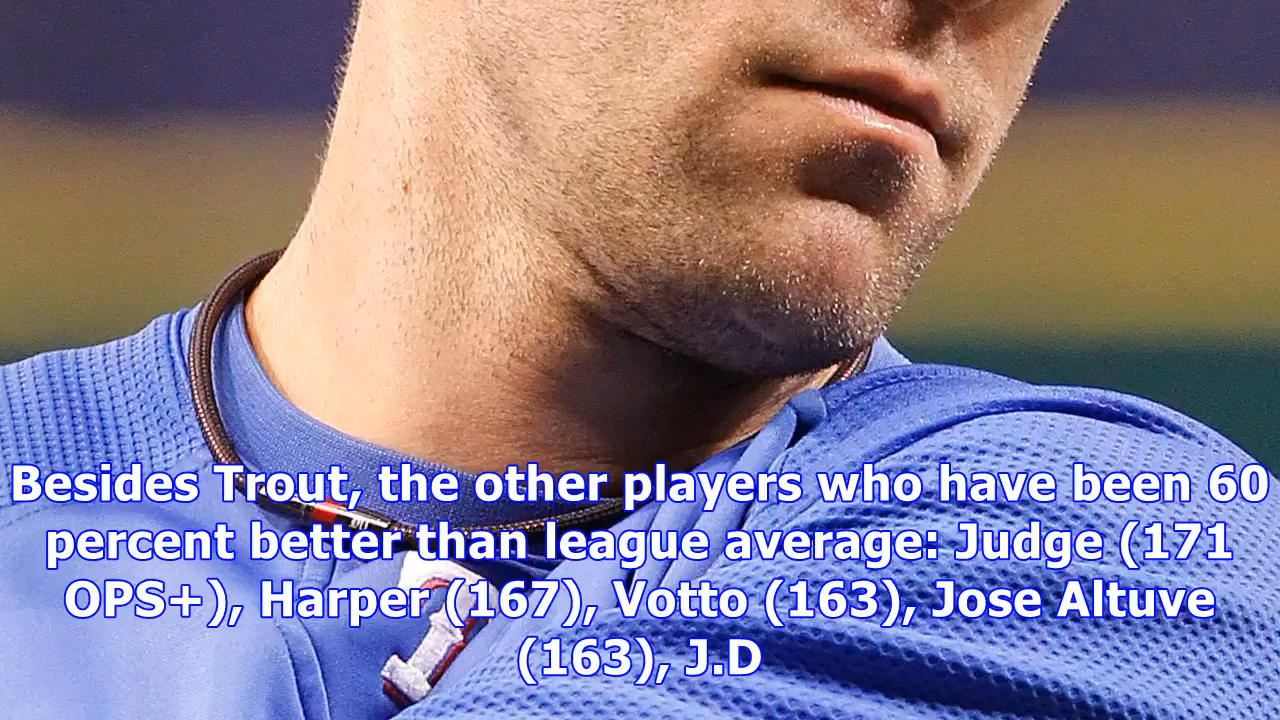 Besides Trout, the other players who have been 60
percent better than league average: Judge (171
OPS+), Harper (167), Votto (163), Jose Altuve
(163), J.D